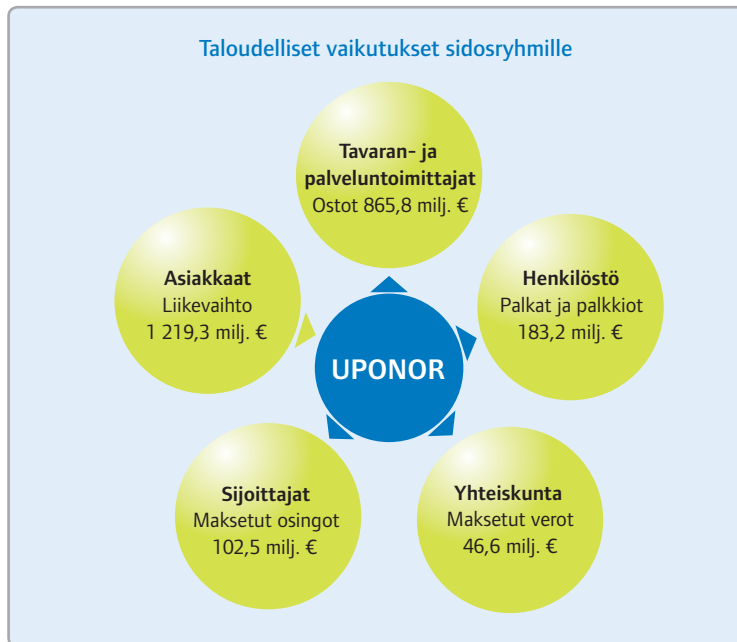 Taloudelliset vaikutukset sidosryhmille
Tavaran- ja
palveluntoimittajat
Ostot 865,8 milj. €
Asiakkaat
Liikevaihto
1 219,3 milj. €
Henkilöstö
Palkat ja palkkiot
183,2 milj. €
UPONOR
Sijoittajat
Maksetut osingot
102,5 milj. €
Yhteiskunta
Maksetut verot
46,6 milj. €